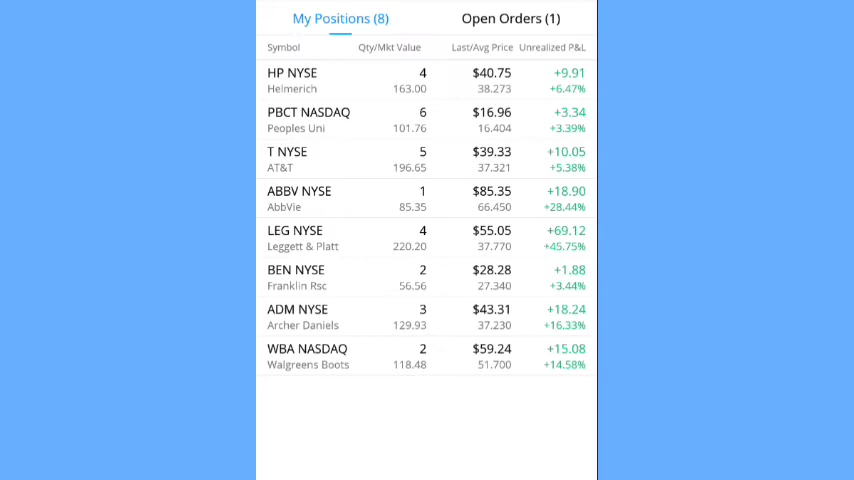 My Positions (8) Open Orders (1)
Symbol Qty/Mkt Value Last/Avg Price Unrealized P&L
HP NYSE 4 $40.75 +9.91
Helmerich 163.00 38.273 +6.47%
PBCT NASDAQ 6 $16.96 +3.34
Peoples Uni 101.76 16.404 +3.39%
T NYSE 5 $39.33 +10.05
AT&T 196.65 37.321 +5.38%
ABBV NYSE 1 $85.35 +18.90
AbbVie 85.35 66.450 +28.44%
LEG NYSE 4 $55.05 +69.12
Leggett & Platt 220.20 37.770 +45.75%
BEN NYSE 2 $28.28 +1.88
Franklin Rsc 56.56 27.340 +3.44%
ADM NYSE 3 $43.31 +18.24
Archer Daniels 129.93 37.230 +16.33%
WBA NASDAQ 2 $59.24 +15.08
Walgreens Boots 118.48 51.700 +14.58%